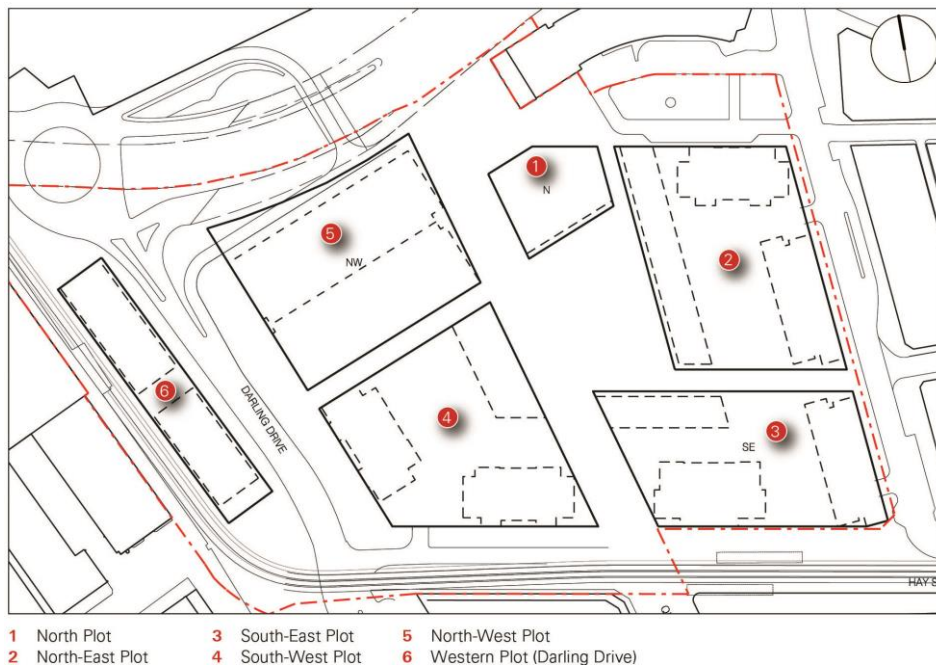 1
N
5
NW
2
6
DARLING DRIVE
4
3
SE
HAY S
1 North Plot
2 North-East Plot
3 South-East Plot
4 South-West Plot
5 North-West Plot
6 Western Plot (Darling Drive)